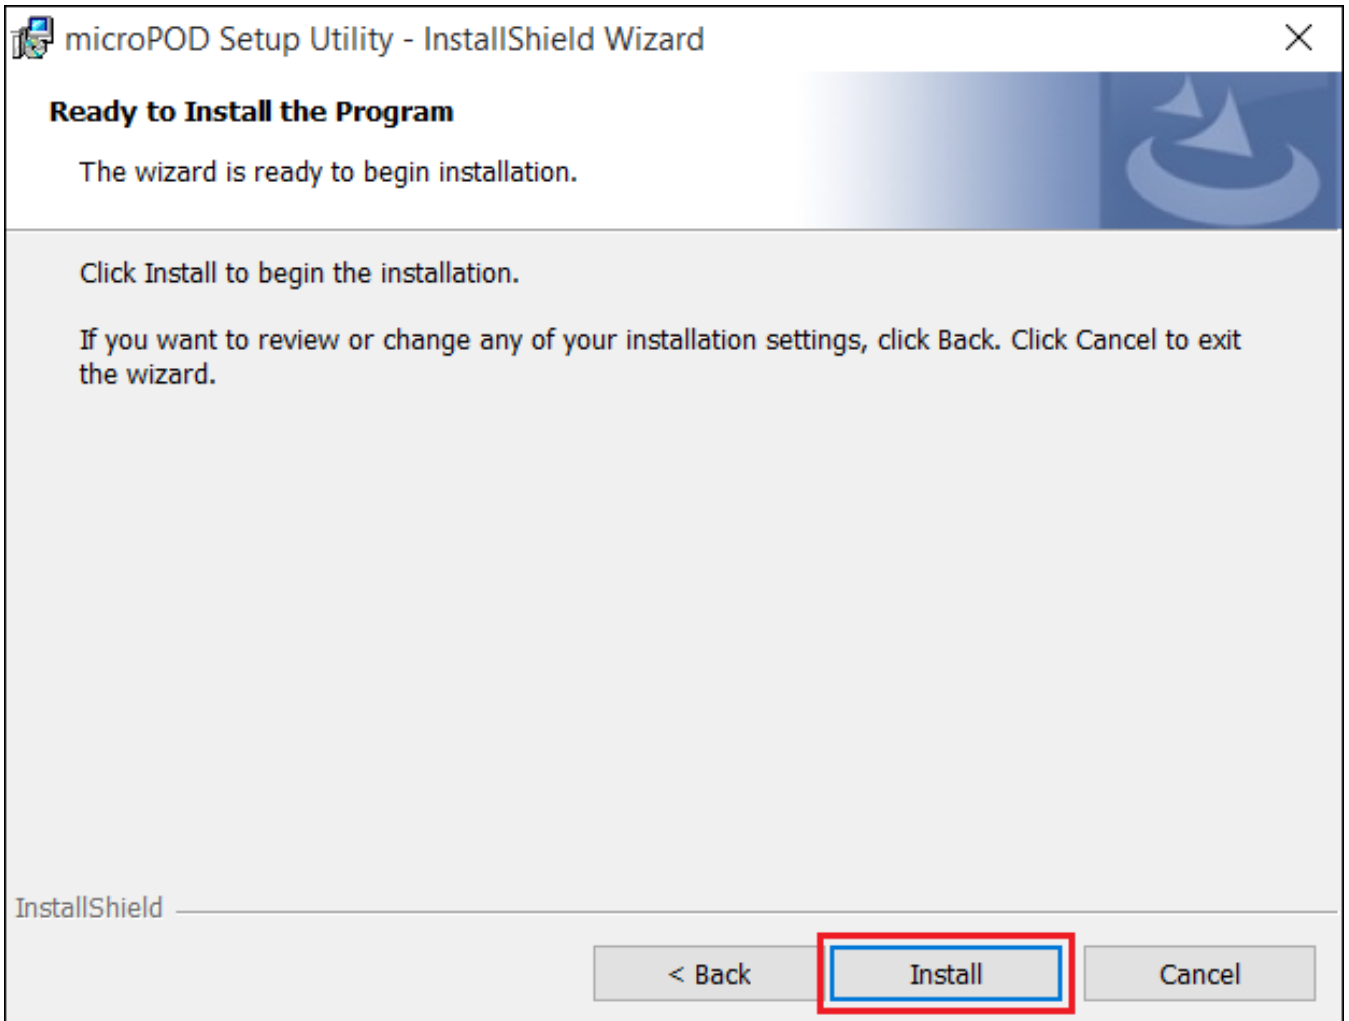 microPOD Setup Utility - InstallShield Wizard
Ready to Install the Program
The wizard is ready to begin installation.
Click Install to begin the installation.
If you want to review or change any of your installation settings, click Back. Click Cancel to exit
the wizard.
InstallShield
< Back
Install
Cancel